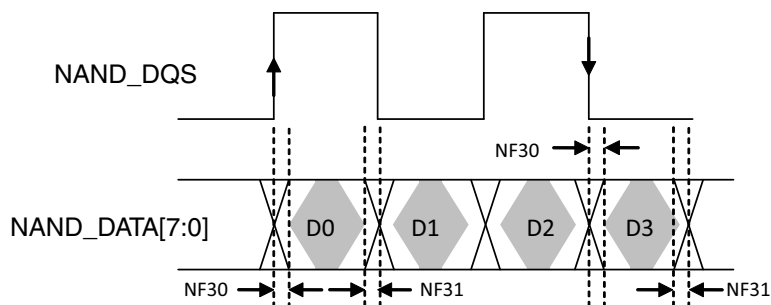 NAND_DQS
NF30
NAND_DATA[7:0]
D0
D1
D2
D3
NF30
NF31
NF31